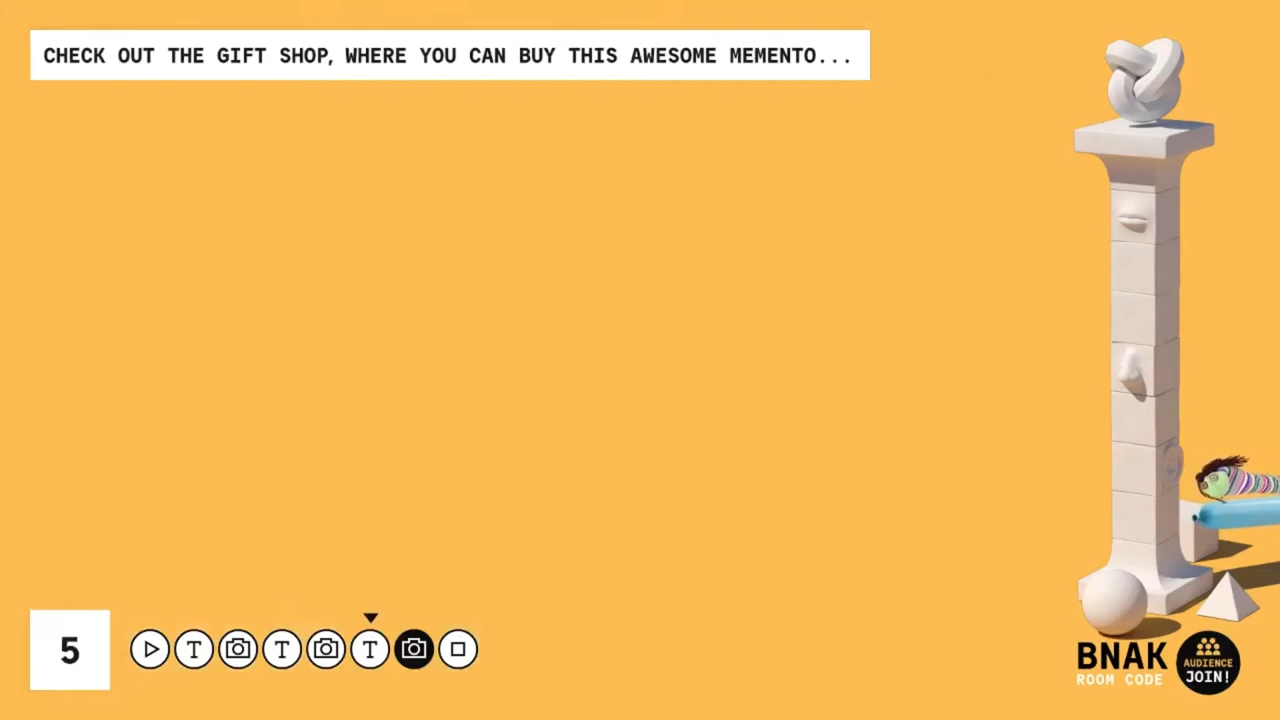 CHECK OUT THE GIFT SHOP, WHERE YOU CAN BUY THIS AWESOME MEMENTO...
5
T
T
T
BNAK
ROOM CODE
AUDIENCE
JOIN!